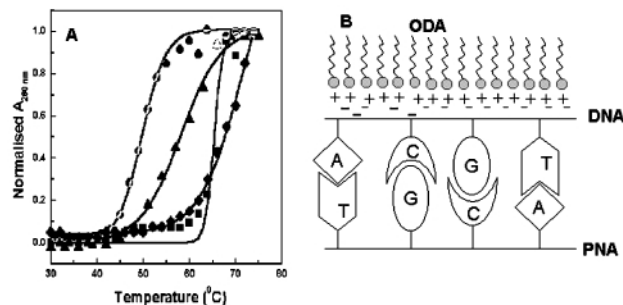 A
Normalised A260 nm
1.0
0.8
0.6
0.4
0.2
0.0
30 40 50 60 70 80
Temperature (⁰C)
B
ODA
+ + + + + + + + + + + +
DNA
A C G T
T G C A
PNA